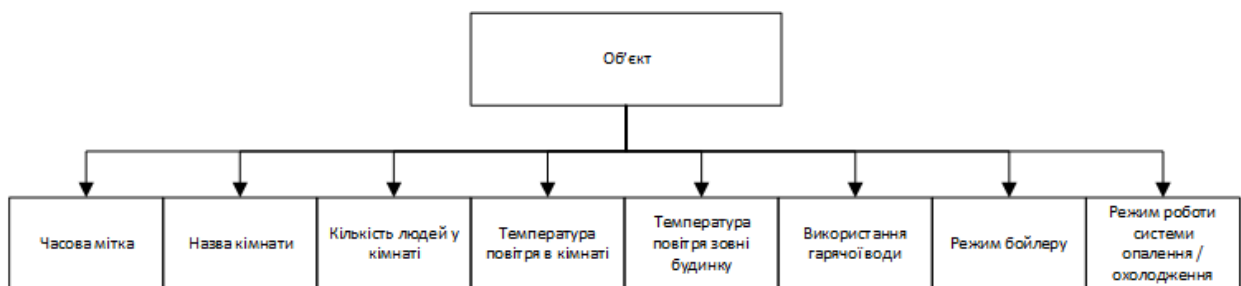 Об'єкт
Часова мітка
Назва кімнати
Кількість людей у
кімнаті
Температура
повітря в кімнаті
Температура
повітря зовні
будинку
Використання
гарячої води
Режим бойлеру
Режим роботи
системи
опалення /
охолодження